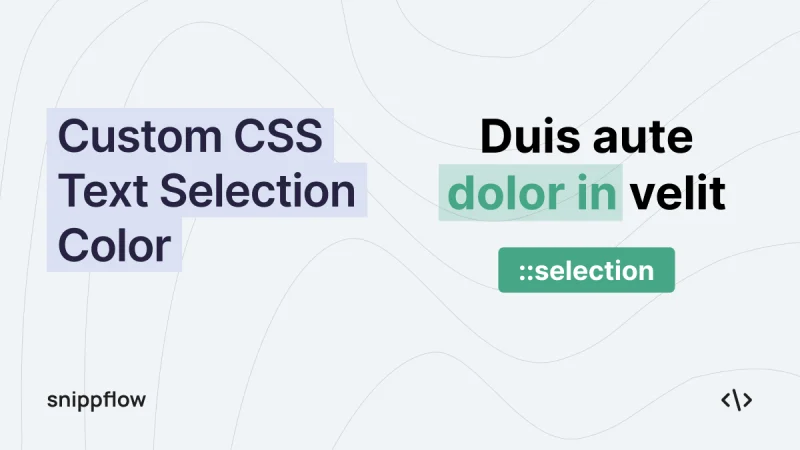 Custom CSS
Text Selection
Color
Duis aute
dolor in velit
::selection
snippflow
</>